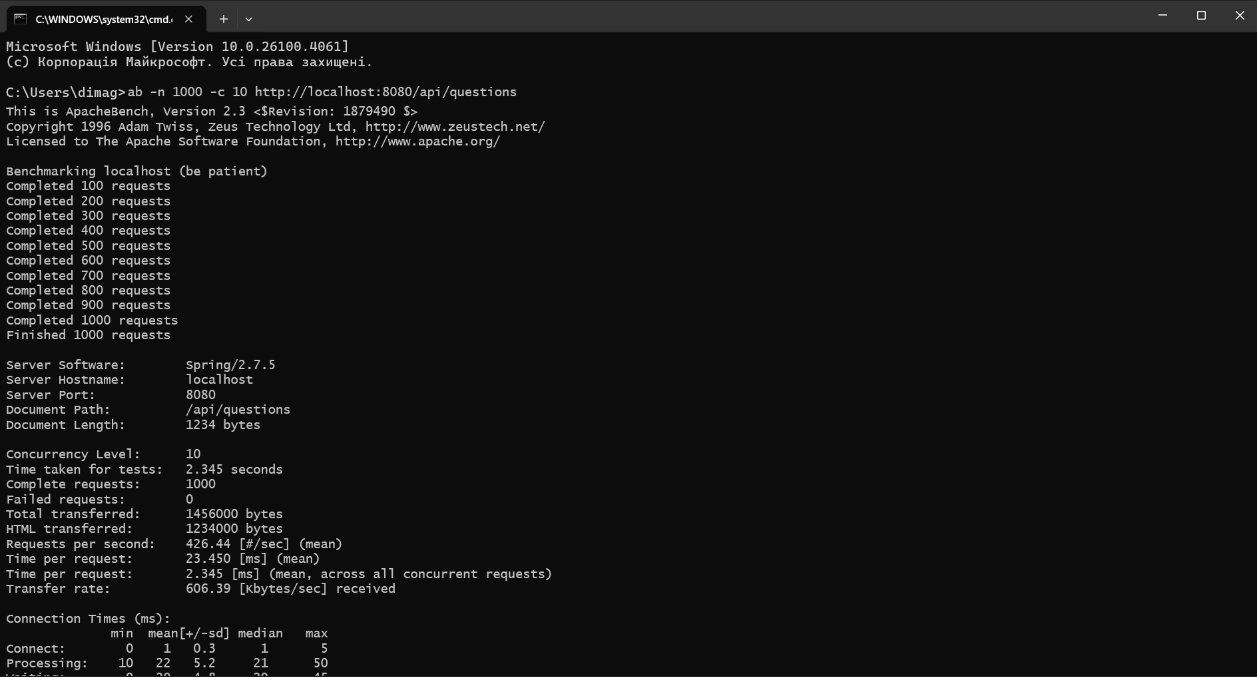 C:\WINDOWS\system32\cmd.
Microsoft Windows [Version 10.0.26100.4061]
(c) Корпорація Майкрософт. Усі права захищені.
C:\Users\dimag>ab -n 1000 -c 10 http://localhost:8080/api/questions
This is ApacheBench, Version 2.3 <$Revision: 1879490 $>
Copyright 1996 Adam Twiss, Zeus Technology Ltd, http://www.zeustech.net/
Licensed to The Apache Software Foundation, http://www.apache.org/
Benchmarking localhost (be patient)
Completed 100 requests
Completed 200 requests
Completed 300 requests
Completed 400 requests
Completed 500 requests
Completed 600 requests
Completed 700 requests
Completed 800 requests
Completed 900 requests
Completed 1000 requests
Finished 1000 requests
Server Software: Spring/2.7.5
Server Hostname: localhost
Server Port: 8080
Document Path: /api/questions
Document Length: 1234 bytes
Concurrency Level: 10
Time taken for tests: 2.345 seconds
Complete requests: 1000
Failed requests: 0
Total transferred: 1456000 bytes
HTML transferred: 1234000 bytes
Requests per second: 426.44 [#/sec] (mean)
Time per request: 23.450 [ms] (mean)
Time per request: 2.345 [ms] (mean, across all concurrent requests)
Transfer rate: 606.39 [Kbytes/sec] received
Connection Times (ms):
min mean[+/-sd] median max
Connect: 0 1 0.3 1 5
Processing: 10 22 5.2 21 50